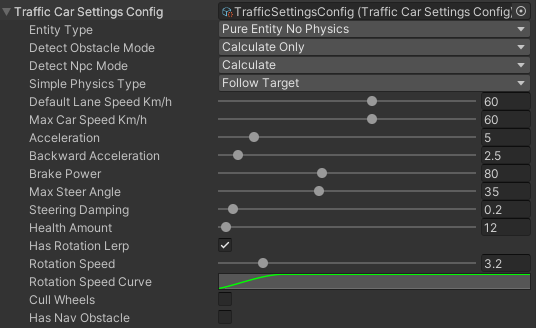 Traffic Car Settings Config TrafficSettingsConfig (Traffic Car Settings Config)
Entity Type Pure Entity No Physics
Detect Obstacle Mode Calculate Only
Detect Npc Mode Calculate
Simple Physics Type Follow Target
Default Lane Speed Km/h 60
Max Car Speed Km/h 60
Acceleration 5
Backward Acceleration 2.5
Brake Power 80
Max Steer Angle 35
Steering Damping 0.2
Health Amount 12
Has Rotation Lerp
Rotation Speed 3.2
Rotation Speed Curve
Cull Wheels
Has Nav Obstacle